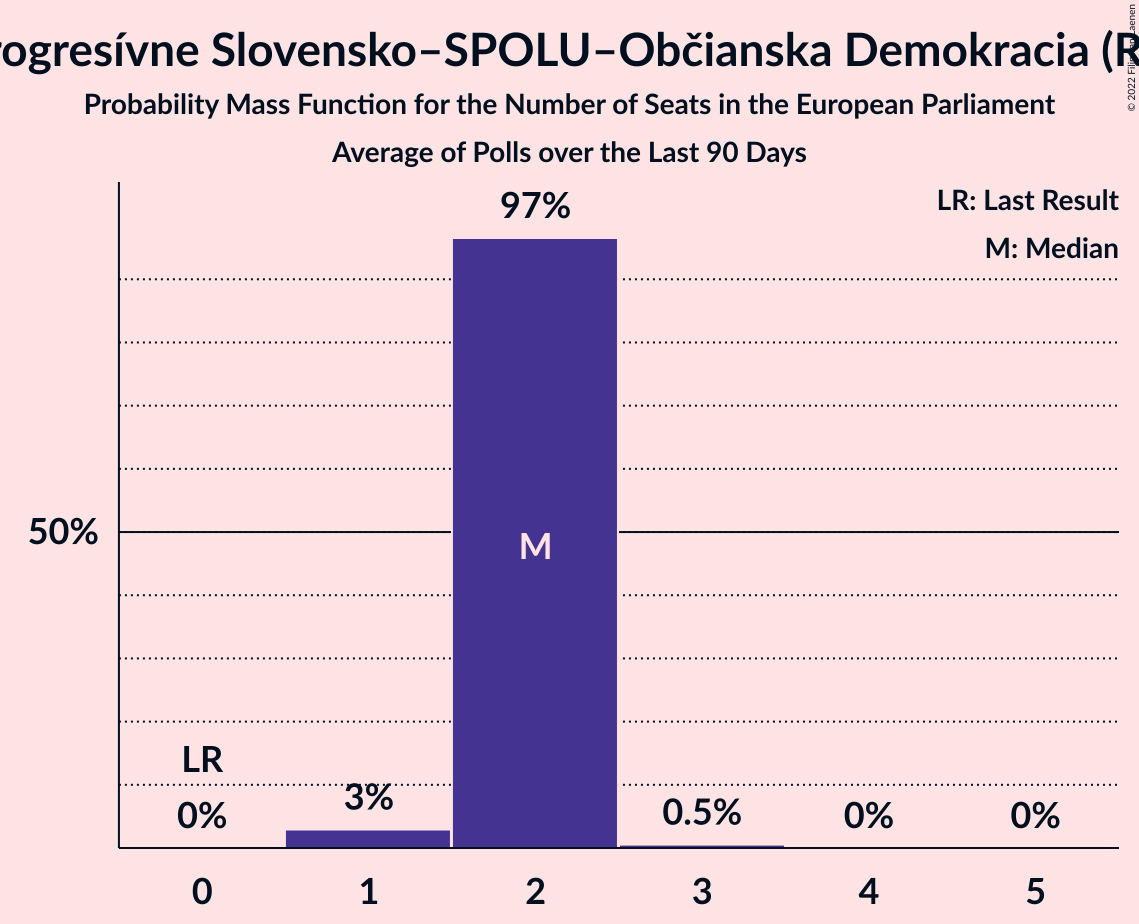 rogresívne Slovensko–SPOLU–Občianska Demokracia (R
Probability Mass Function for the Number of Seats in the European Parliament
Average of Polls over the Last 90 Days
LR: Last Result
M: Median
97%
50%
M
LR
0%
3%
0.5%
0%
0%
0 1 2 3 4 5
© 2022 Filip Laenen